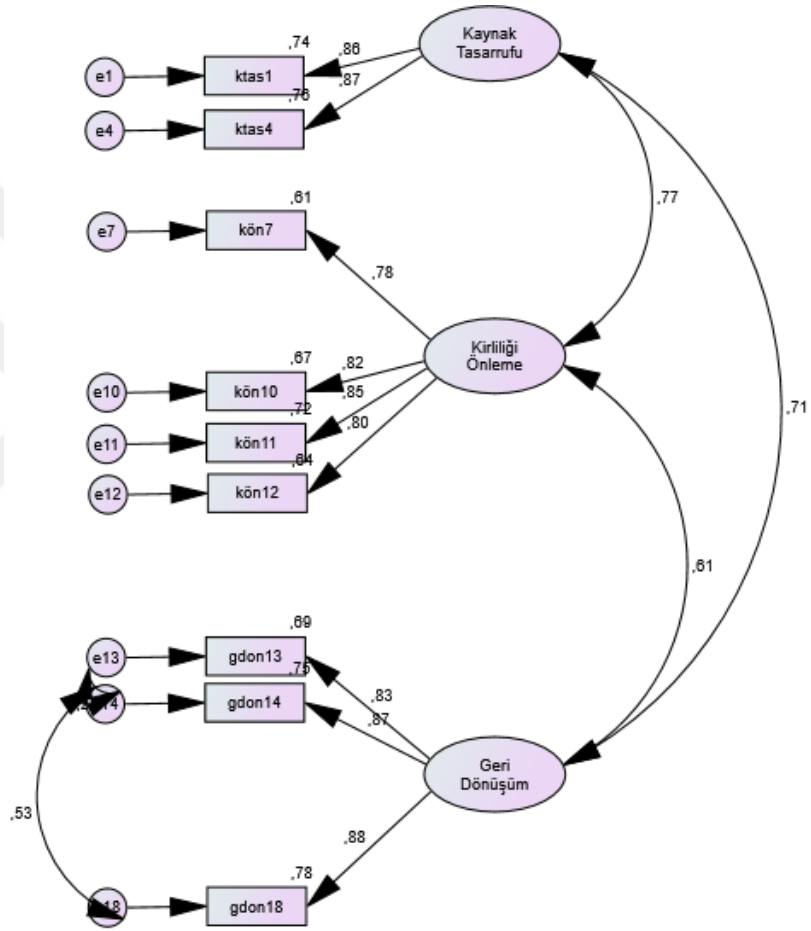 Kaynak
Tasarrufu
,74
,86
e1
ktas1
,87
,76
e4
ktas4
,61
,77
e7
kön7
,78
Kirliliği
Önleme
,67
,82
e10
kön10
,85
,72
e11
kön11
,80
,64
e12
kön12
,71
,61
,69
e13
gdon13
,75
,83
gdon14
,87
Geri
Dönüşüm
,53
,88
,78
gdon18